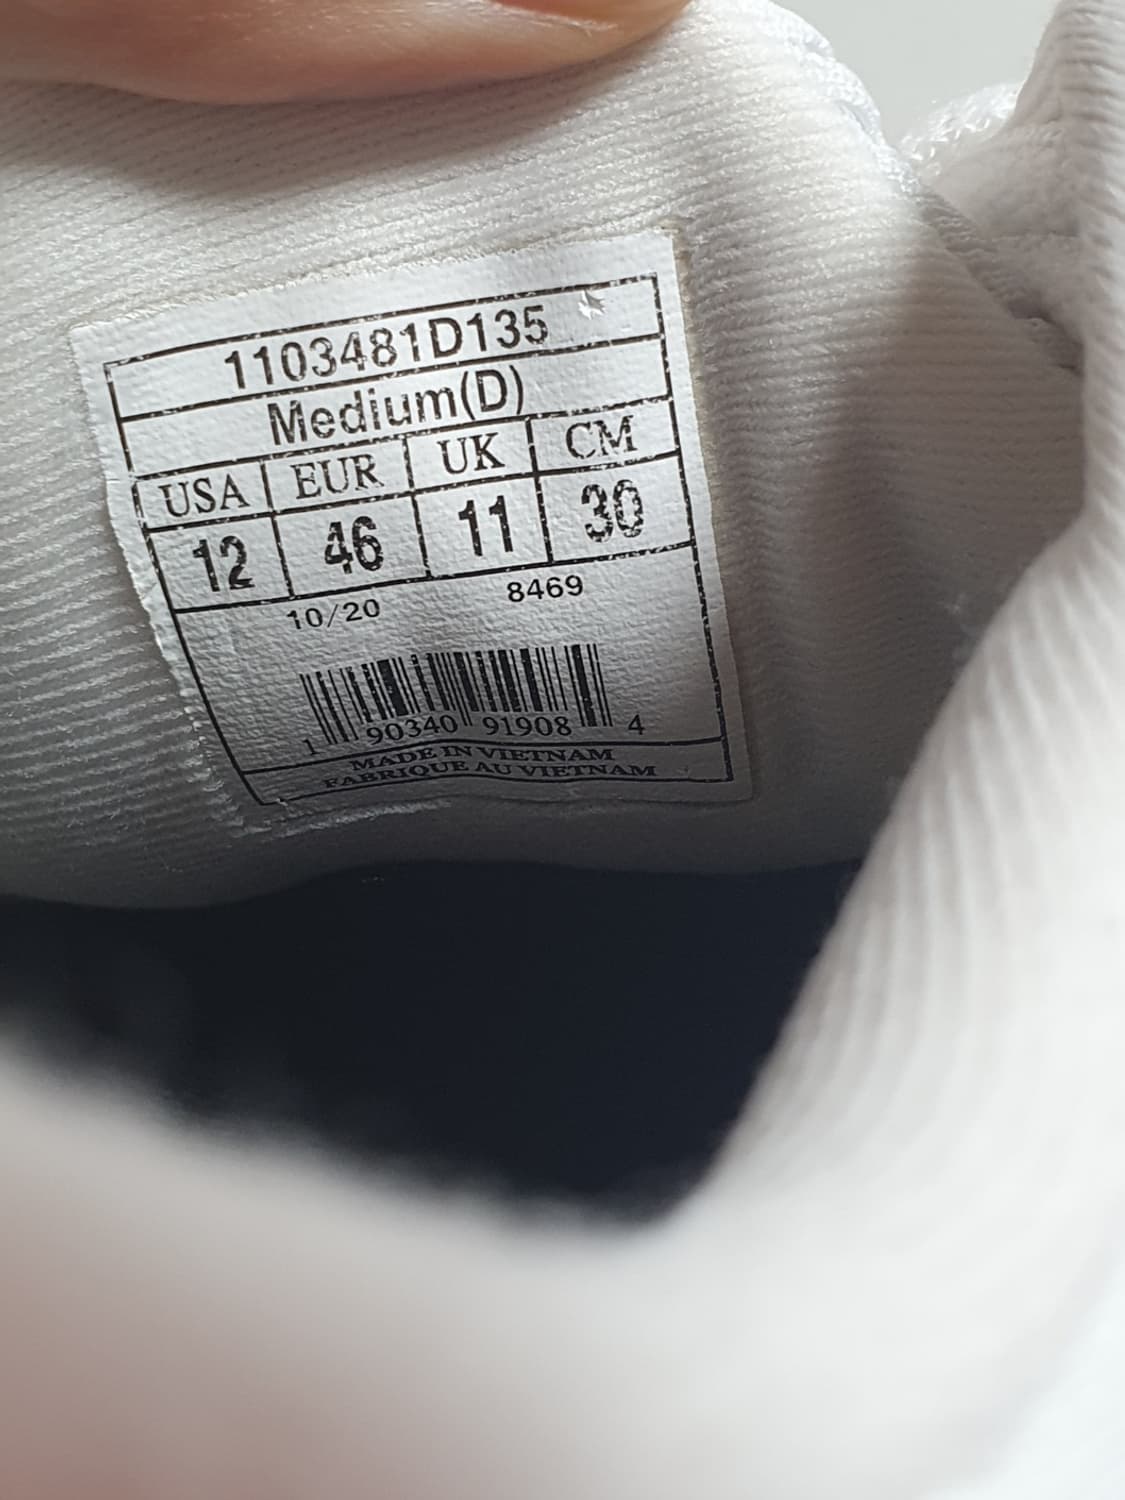 1103481D135
Medium(D)
USA EUR UK CM
12 46 11 30
10/20 8469
1 90340 91908 4
MADE IN VIETNAM
FABRIQUE AU VIETNAM